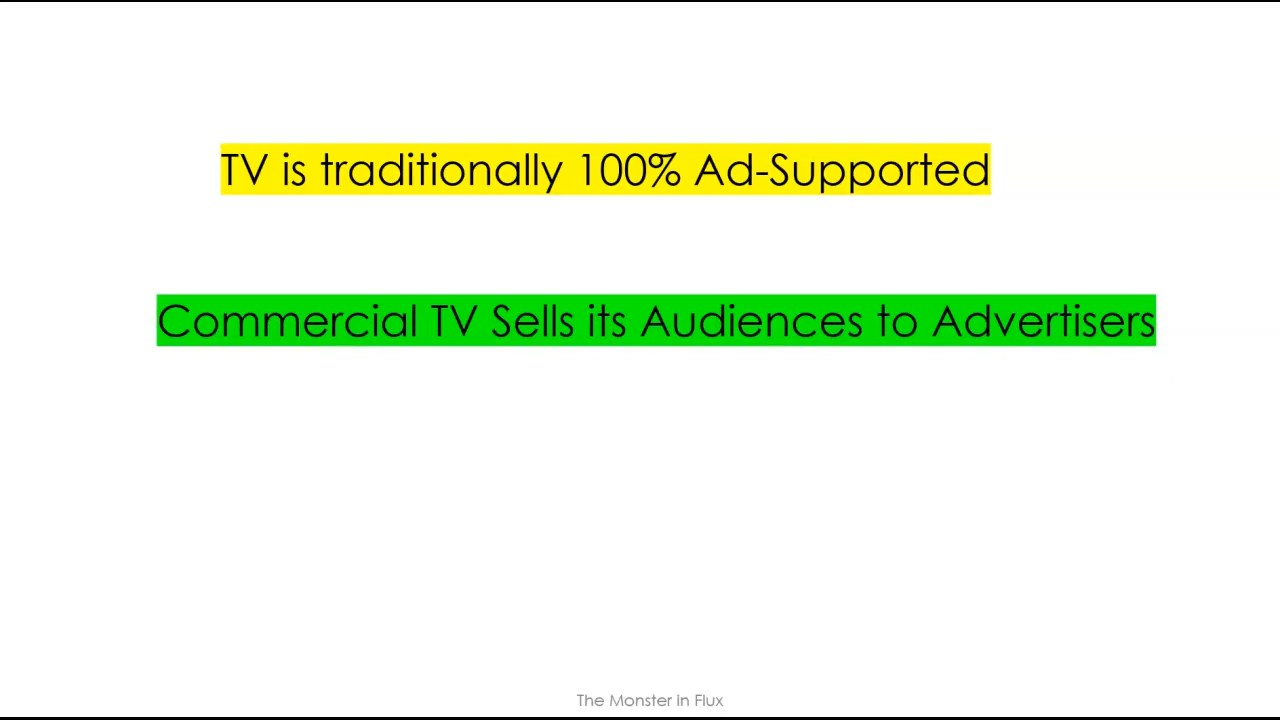 TV is traditionally 100% Ad-Supported
Commercial TV Sells its Audiences to Advertisers
The Monster in Flux